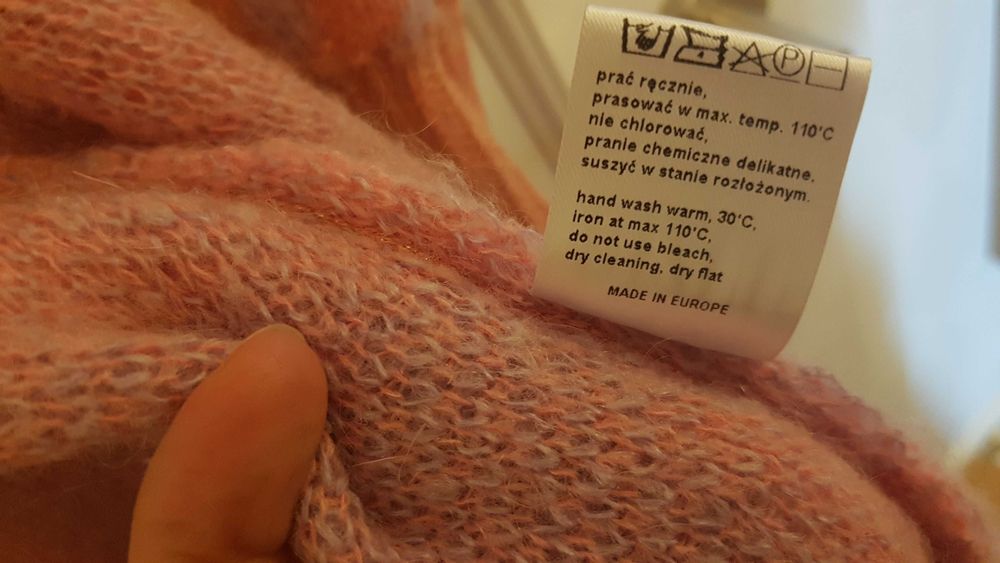 P
prać ręcznie,
prasować w max. temp. 110°C
nie chlorować,
pranie chemiczne delikatne.
suszyć w stanie rozłożonym.
hand wash warm, 30°C,
iron at max 110°C,
do not use bleach,
dry cleaning, dry flat
MADE IN EUROPE